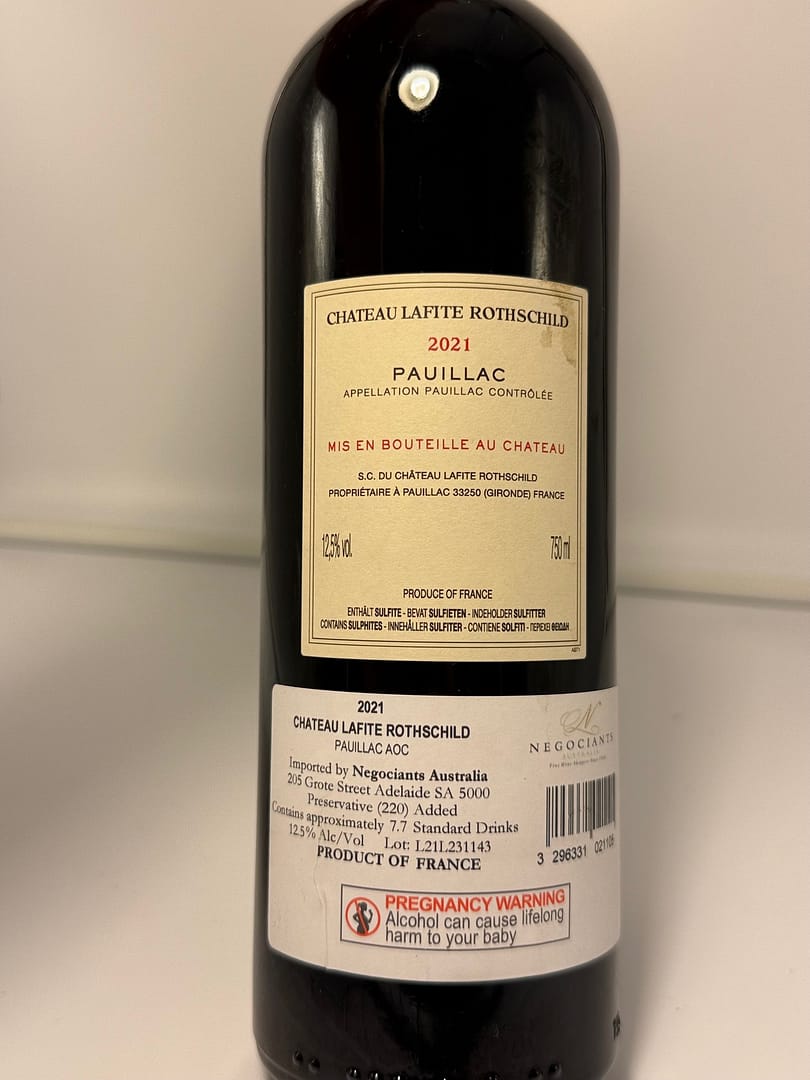 CHATEAU LAFITE ROTHSCHILD
2021
PAUILLAC
APPELLATION PAUILLAC CONTRÔLÉE
MIS EN BOUTEILLE AU CHATEAU
S.C. DU CHÂTEAU LAFITE ROTHSCHILD
PROPRIÉTAIRE À PAUILLAC 33250 (GIRONDE) FRANCE
12,5% vol. 750 ml
PRODUCE OF FRANCE
ENTHÄLT SULFITE - BEVAT SULFIETEN - INDEHOLDER SULFITTER
CONTAINS SULPHITES - INNEHÅLLER SULFITER - CONTIENE SOLFITI - ΠΕΡΙΕΧΕΙ ΘΕΙΩΔΗ
2021
CHATEAU LAFITE ROTHSCHILD
PAUILLAC AOC
Imported by Negociants Australia
205 Grote Street Adelaide SA 5000
Preservative (220) Added
Contains approximately 7.7 Standard Drinks
12.5% Alc/Vol Lot: L21L231143
PRODUCT OF FRANCE
N
NEGOCIANTS
AUSTRALIA
3 296331 021105
PREGNANCY WARNING
Alcohol can cause lifelong
harm to your baby